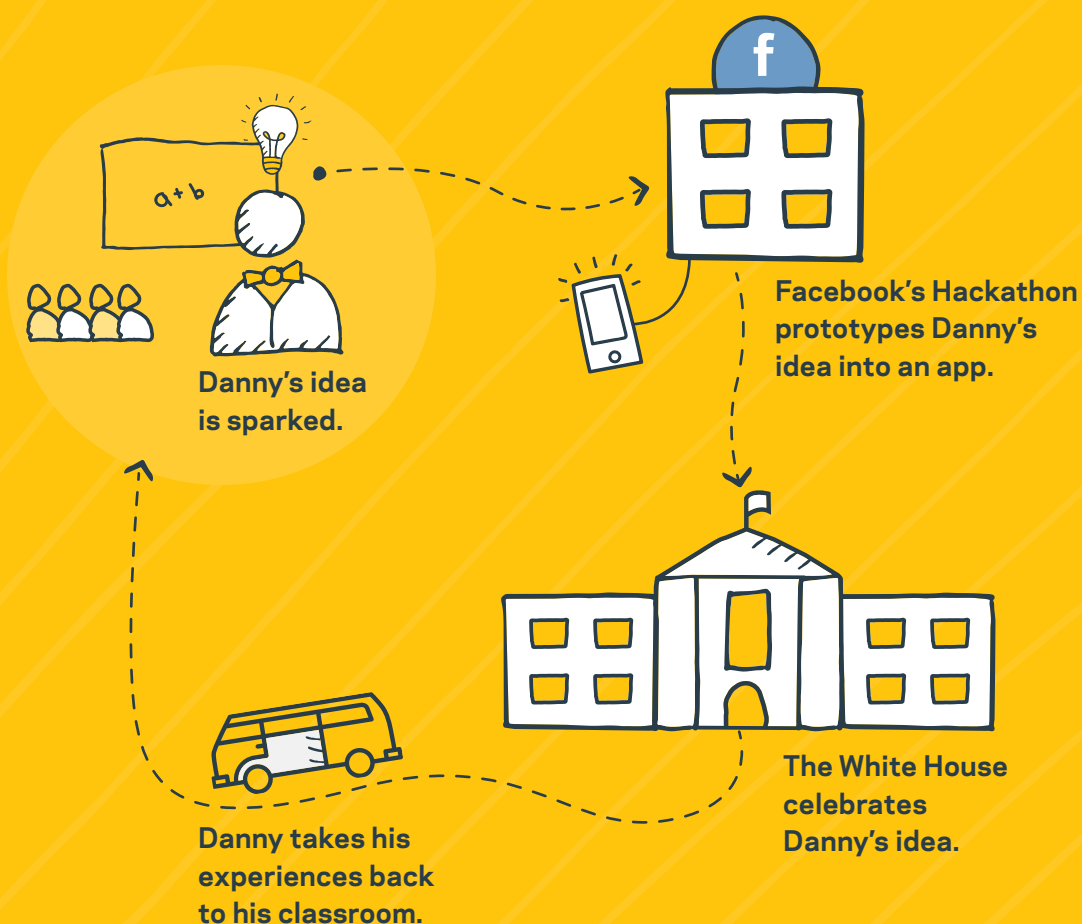 f
a+b
Danny's idea
is sparked.
Facebook's Hackathon
prototypes Danny's
idea into an app.
The White House
celebrates
Danny's idea.
Danny takes his
experiences back
to his classroom.